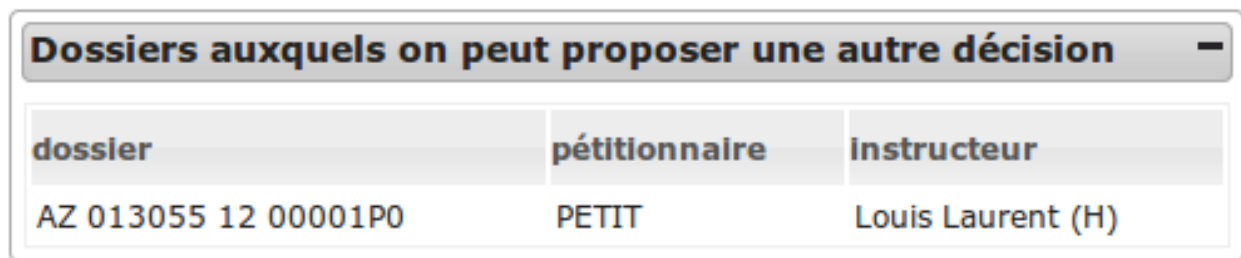 Dossiers auxquels on peut proposer une autre décision
dossier pétitionnaire instructeur
AZ 013055 12 00001P0 PETIT Louis Laurent (H)